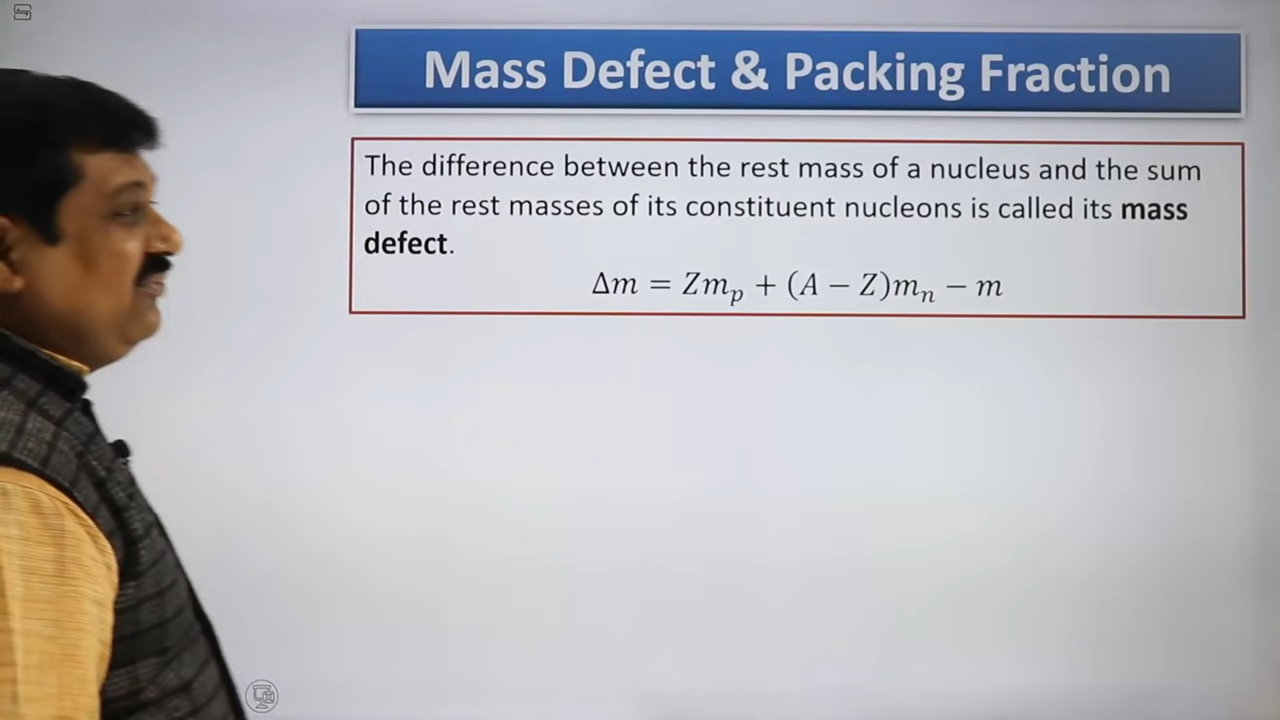 Mass Defect & Packing Fraction
The difference between the rest mass of a nucleus and the sum
of the rest masses of its constituent nucleons is called its mass
defect.
Δm = Zm_p + (A − Z)m_n − m